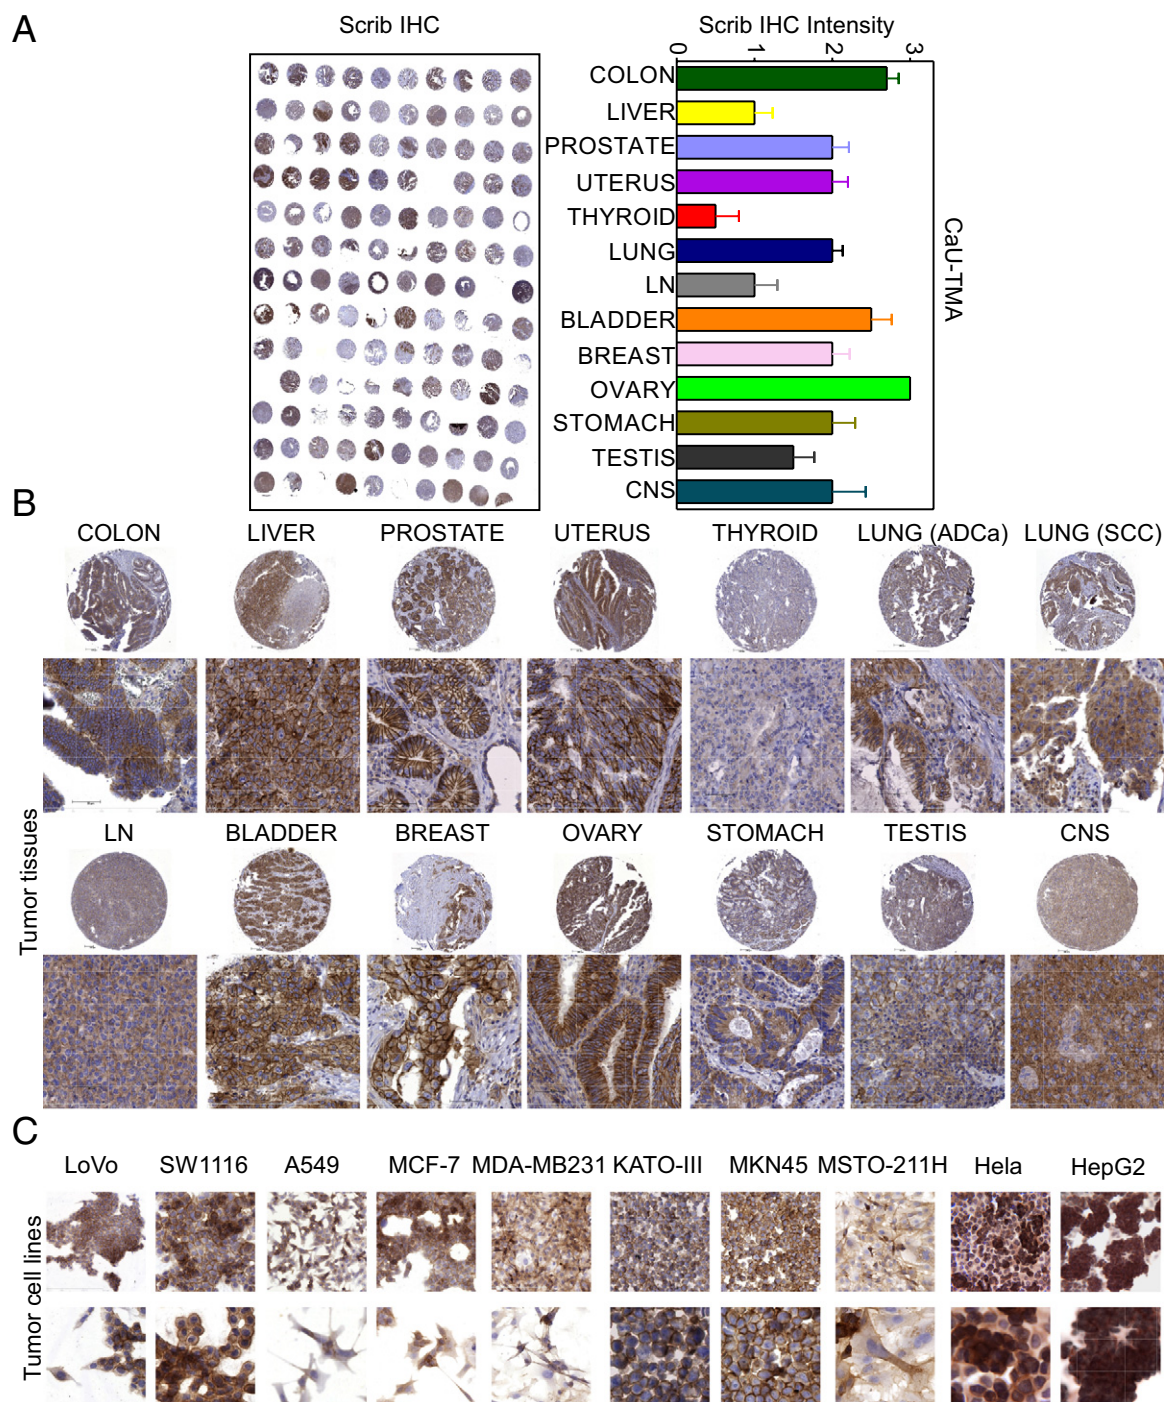 A
Scrib IHC
Scrib IHC Intensity
0 1 2 3
COLON
LIVER
PROSTATE
UTERUS
THYROID
LUNG
LN
BLADDER
BREAST
OVARY
STOMACH
TESTIS
CNS
CaU-TMA
B
Tumor tissues
COLON LIVER PROSTATE UTERUS THYROID LUNG (ADCa) LUNG (SCC)
LN BLADDER BREAST OVARY STOMACH TESTIS CNS
C
Tumor cell lines
LoVo SW1116 A549 MCF-7 MDA-MB231 KATO-III MKN45 MSTO-211H Hela HepG2